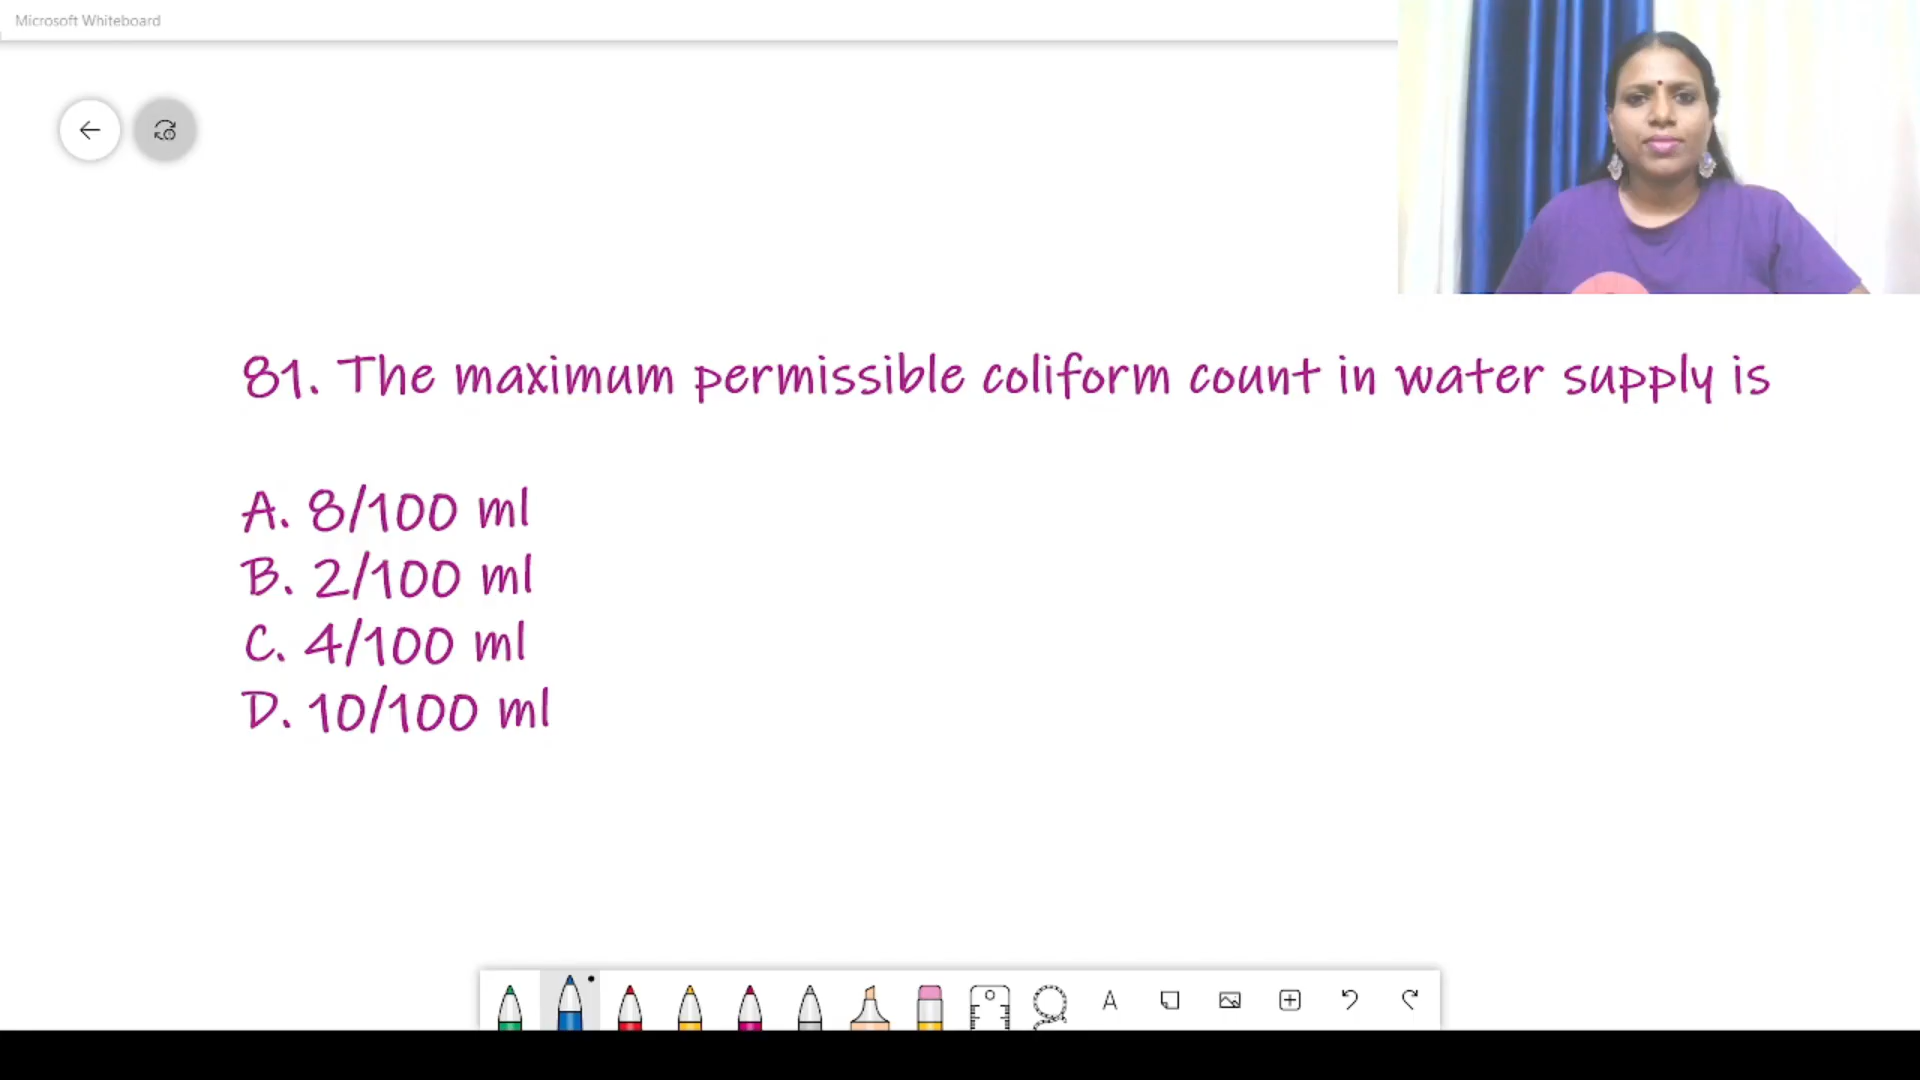 Microsoft Whiteboard
81. The maximum permissible coliform count in water supply is
A. 8/100 ml
B. 2/100 ml
C. 4/100 ml
D. 10/100 ml
A